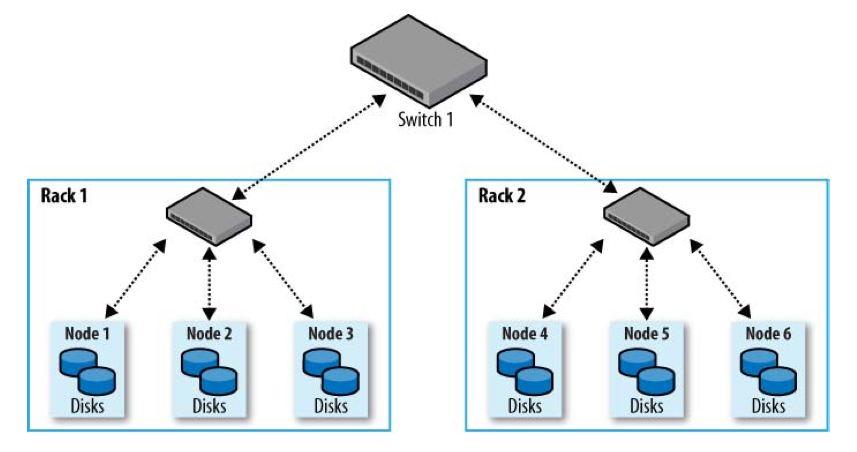 Switch 1
Rack 1
Rack 2
Node 1
Node 2
Node 3
Node 4
Node 5
Node 6
Disks
Disks
Disks
Disks
Disks
Disks